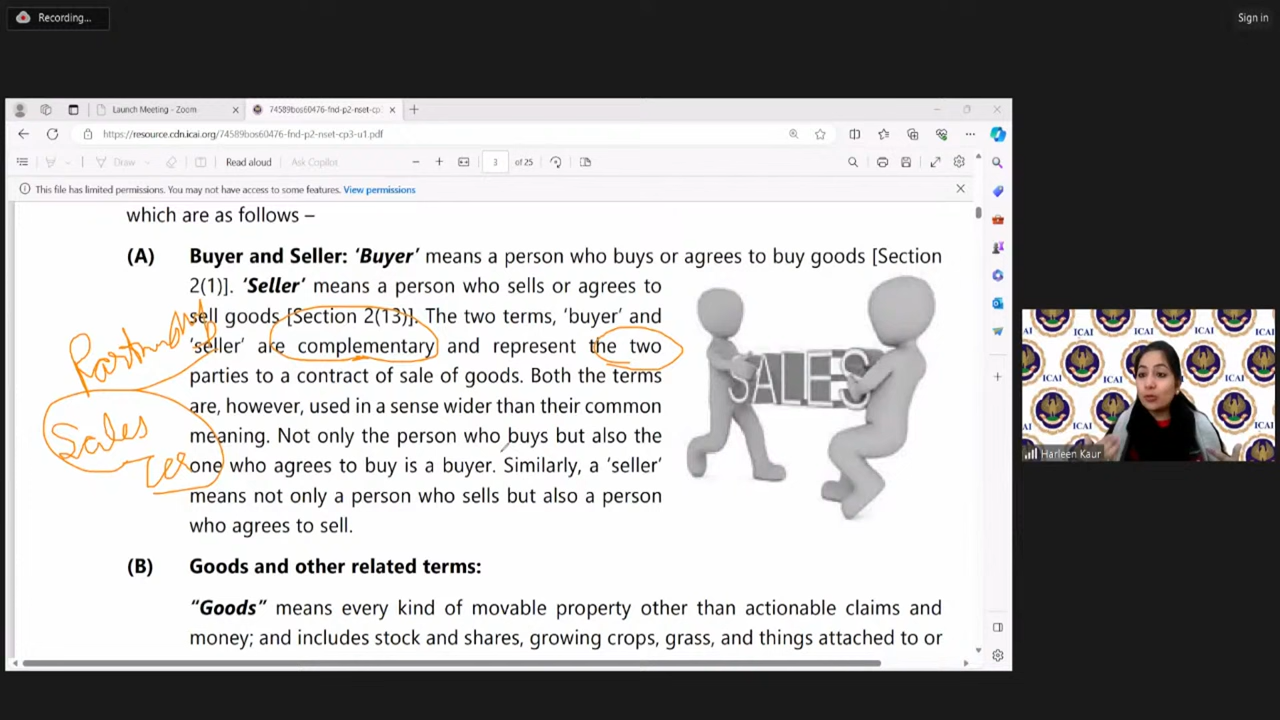 Recording...
Sign in
Launch Meeting - Zoom
74589bos60476-fnd-p2-nset-cp:
https://resource.cdn.icai.org/74589bos60476-fnd-p2-nset-cp3-u1.pdf
Draw
Read aloud
Ask Copilot
3 of 25
This file has limited permissions. You may not have access to some features. View permissions
which are as follows –
(A) Buyer and Seller: ‘Buyer’ means a person who buys or agrees to buy goods [Section
2(1)]. ‘Seller’ means a person who sells or agrees to
sell goods [Section 2(13)]. The two terms, ‘buyer’ and
‘seller’ are complementary and represent the two
parties to a contract of sale of goods. Both the terms
are, however, used in a sense wider than their common
meaning. Not only the person who buys but also the
one who agrees to buy is a buyer. Similarly, a ‘seller’
means not only a person who sells but also a person
who agrees to sell.
SALES
Sales
(B) Goods and other related terms:
“Goods” means every kind of movable property other than actionable claims and
money; and includes stock and shares, growing crops, grass, and things attached to or
ICAI
ICAI
ICAI
Harleen Kaur